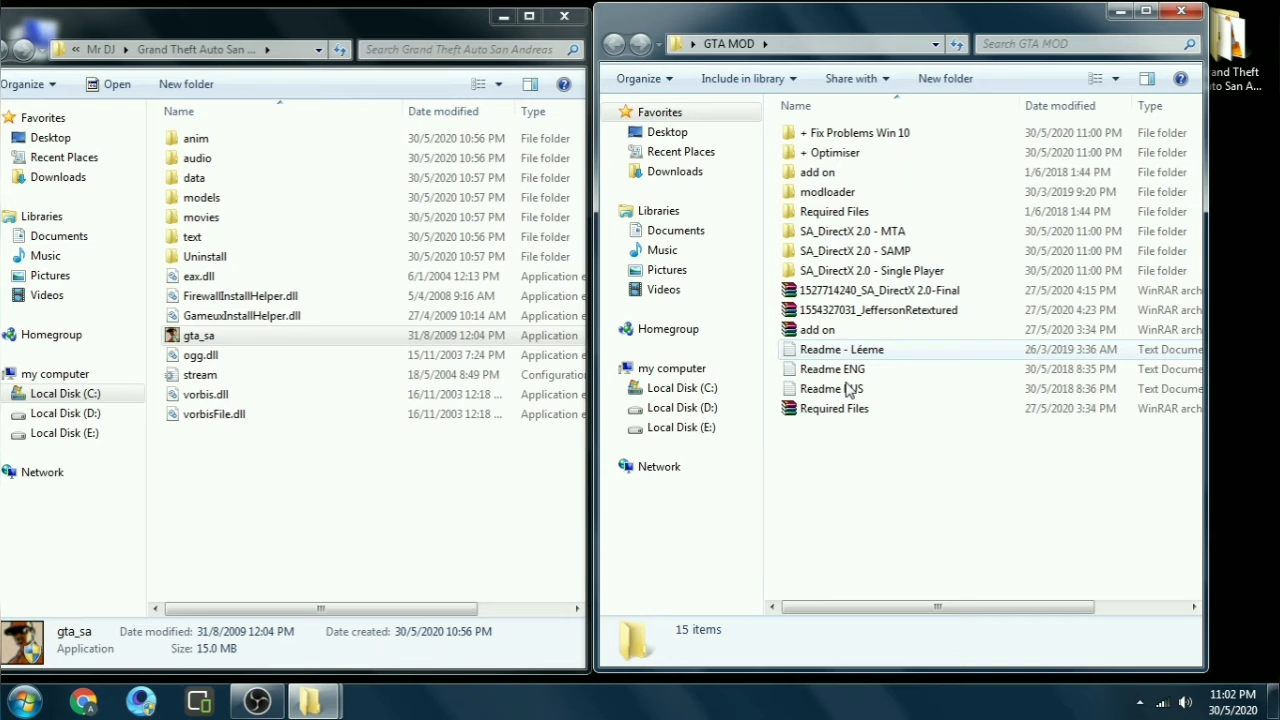 « Mr DJ ▸ Grand Theft Auto San ... ▸
Search Grand Theft Auto San Andreas
Organize
Open
New folder
Name
Date modified
Type
Favorites
Desktop
Recent Places
Downloads
Libraries
Documents
Music
Pictures
Videos
Homegroup
my computer
Local Disk (C:)
Local Disk (D:)
Local Disk (E:)
Network
anim 30/5/2020 10:56 PM File folder
audio 30/5/2020 10:56 PM File folder
data 30/5/2020 10:57 PM File folder
models 30/5/2020 10:57 PM File folder
movies 30/5/2020 10:57 PM File folder
text 30/5/2020 10:56 PM File folder
Uninstall 30/5/2020 10:57 PM File folder
eax.dll 6/1/2004 12:13 PM Application e
FirewallInstallHelper.dll 5/4/2008 9:16 AM Application e
GameuxInstallHelper.dll 27/4/2009 10:14 AM Application e
gta_sa 31/8/2009 12:04 PM Application
ogg.dll 15/11/2003 7:24 PM Application e
stream 18/5/2004 8:49 PM Configuration
vorbis.dll 16/11/2003 12:18 ... Application e
vorbisFile.dll 16/11/2003 12:18 ... Application e
gta_sa Date modified: 31/8/2009 12:04 PM Date created: 30/5/2020 10:56 PM
Application Size: 15.0 MB
▸ GTA MOD ▸
Search GTA MOD
Organize
Include in library
Share with
New folder
Name
Date modified
Type
Favorites
Desktop
Recent Places
Downloads
Libraries
Documents
Music
Pictures
Videos
Homegroup
my computer
Local Disk (C:)
Local Disk (D:)
Local Disk (E:)
Network
+ Fix Problems Win 10 30/5/2020 11:00 PM File folder
+ Optimiser 30/5/2020 11:00 PM File folder
add on 1/6/2018 1:44 PM File folder
modloader 30/3/2019 9:20 PM File folder
Required Files 1/6/2018 1:44 PM File folder
SA_DirectX 2.0 - MTA 30/5/2020 11:00 PM File folder
SA_DirectX 2.0 - SAMP 30/5/2020 11:00 PM File folder
SA_DirectX 2.0 - Single Player 30/5/2020 11:00 PM File folder
1527714240_SA_DirectX 2.0-Final 27/5/2020 4:15 PM WinRAR arch
1554327031_JeffersonRetextured 27/5/2020 4:23 PM WinRAR arch
add on 27/5/2020 3:34 PM WinRAR arch
Readme - Léeme 26/3/2019 3:36 AM Text Docume
Readme ENG 30/5/2018 8:35 PM Text Docume
Readme 30/5/2018 8:36 PM Text Docume
Required Files 27/5/2020 3:34 PM WinRAR arch
15 items
and Theft
to San A...
11:02 PM
30/5/2020